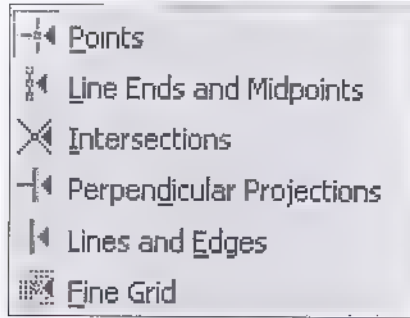 Points
Line Ends and Midpoints
Intersections
Perpendicular Projections
Lines and Edges
Fine Grid